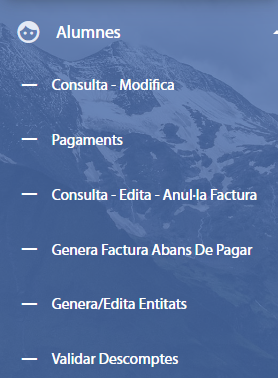 Alumnes
Consulta - Modifica
Pagaments
Consulta - Edita - Anul·la Factura
Genera Factura Abans De Pagar
Genera/Edita Entitats
Validar Descomptes